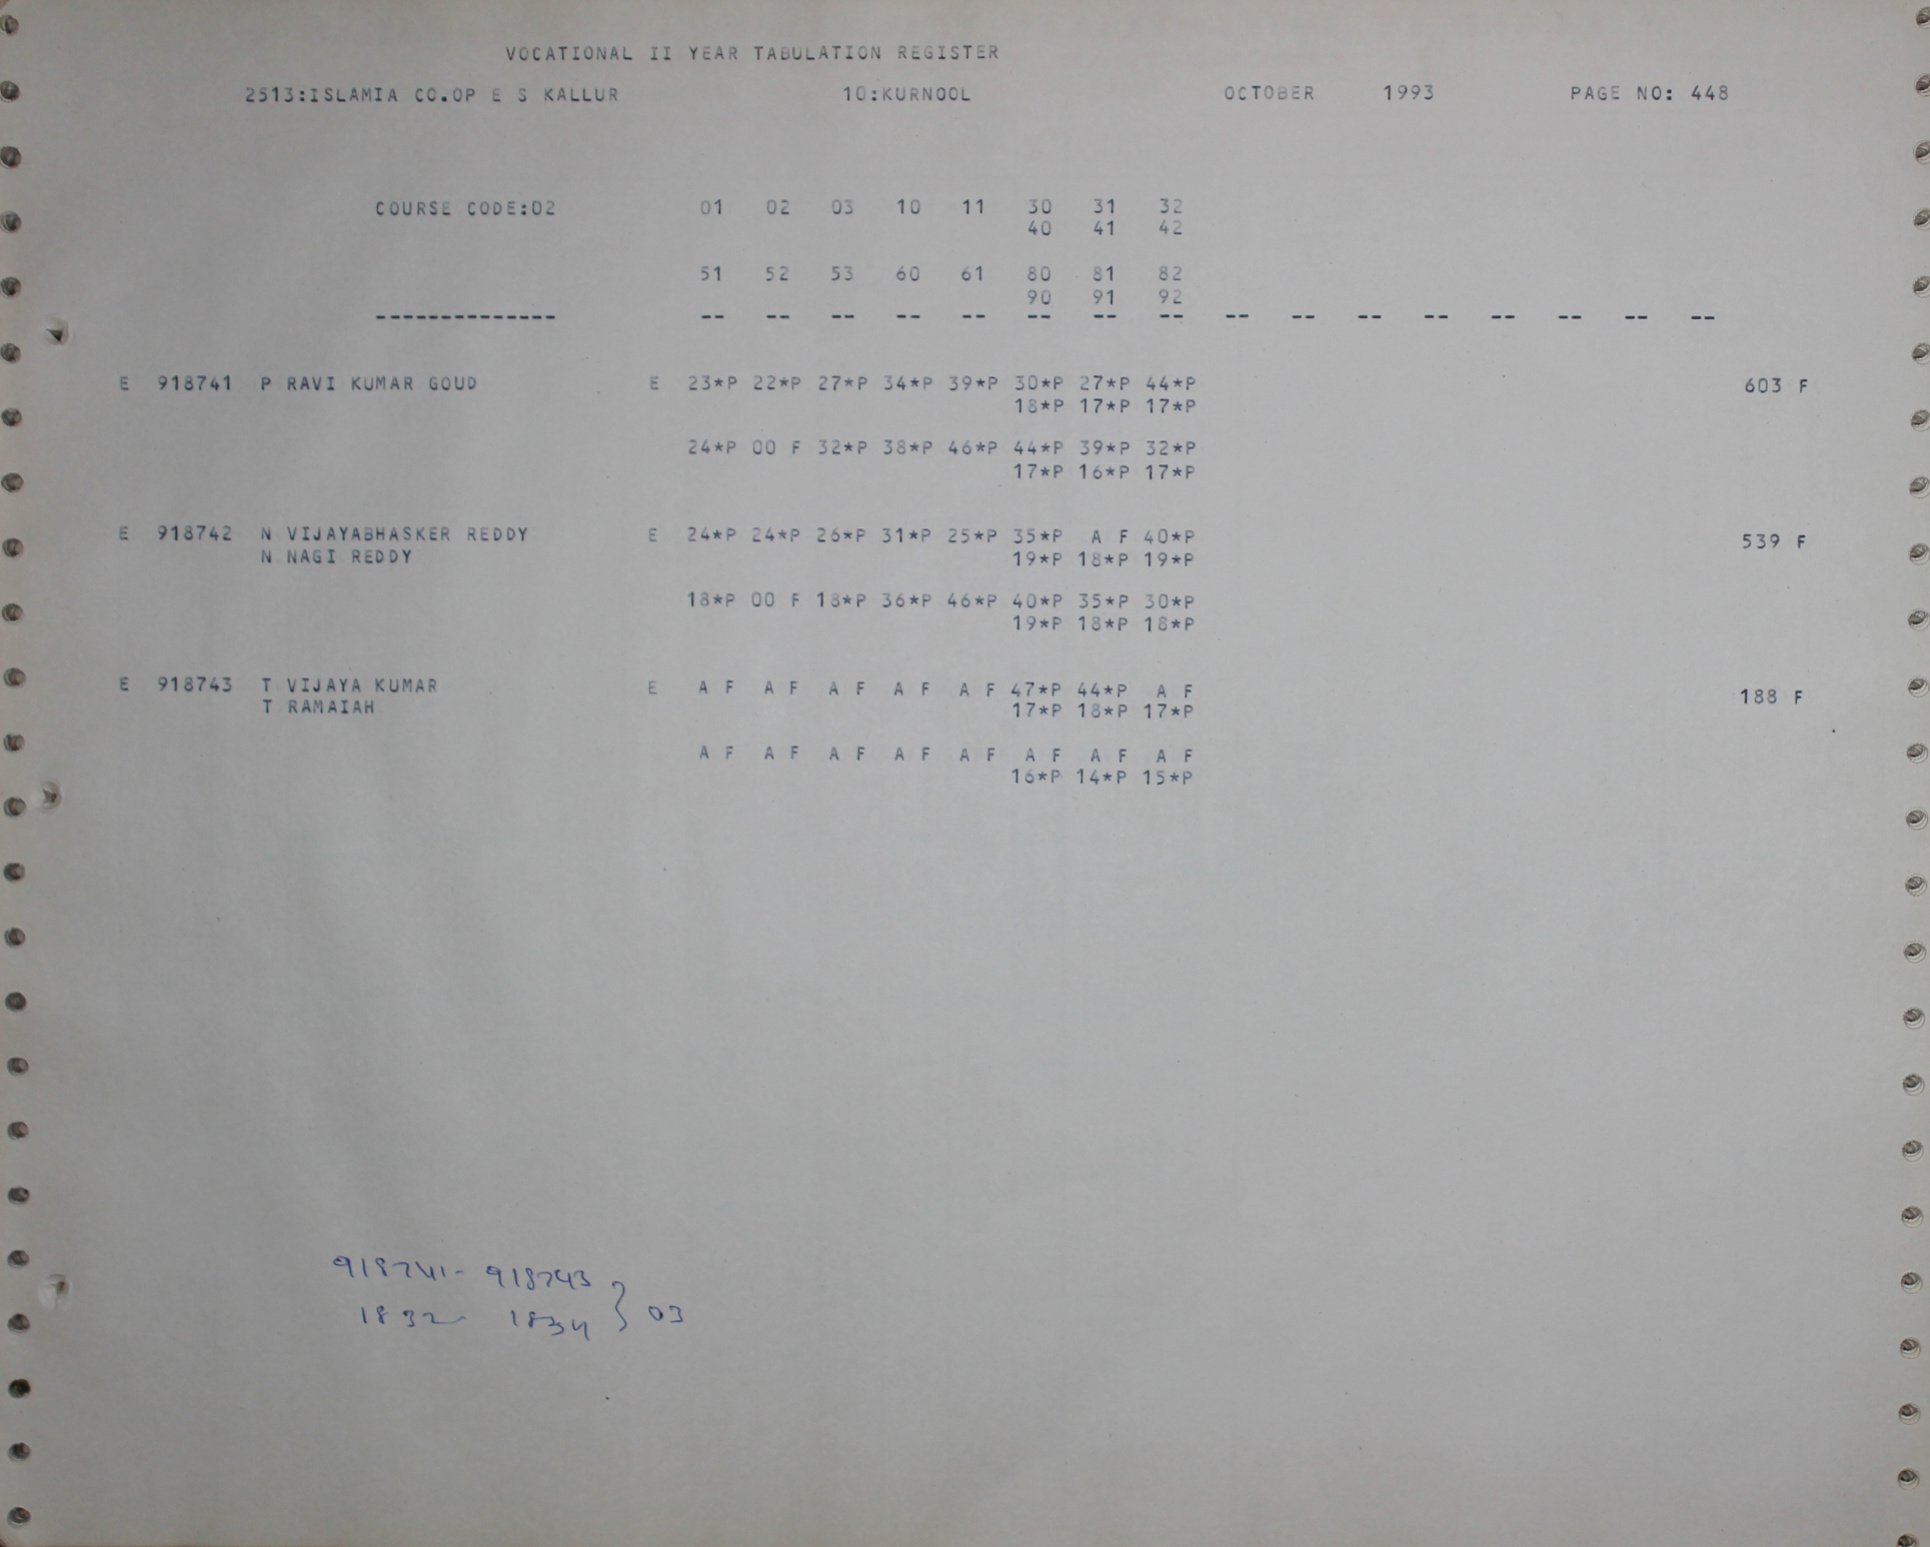 VOCATIONAL II YEAR TABULATION REGISTER
2513:ISLAMIA CO.OP E S KALLUR 10:KURNOOL OCTOBER 1993 PAGE NO: 448
COURSE CODE:02 01 02 03 10 11 30 31 32
40 41 42
51 52 53 60 61 80 81 82
90 91 92
-------------- -- -- -- -- -- -- -- -- -- -- -- -- -- -- -- --
E 918741 P RAVI KUMAR GOUD E 23*P 22*P 27*P 34*P 39*P 30*P 27*P 44*P 603 F
18*P 17*P 17*P
24*P 00 F 32*P 38*P 46*P 44*P 39*P 32*P
17*P 16*P 17*P
E 918742 N VIJAYABHASKER REDDY E 24*P 24*P 26*P 31*P 25*P 35*P A F 40*P 539 F
N NAGI REDDY 19*P 18*P 19*P
18*P 00 F 18*P 36*P 46*P 40*P 35*P 30*P
19*P 18*P 18*P
E 918743 T VIJAYA KUMAR E A F A F A F A F A F 47*P 44*P A F 188 F
T RAMAIAH 17*P 18*P 17*P
A F A F A F A F A F A F A F A F
16*P 14*P 15*P
918741- 918743 }
1832 1834 } 03